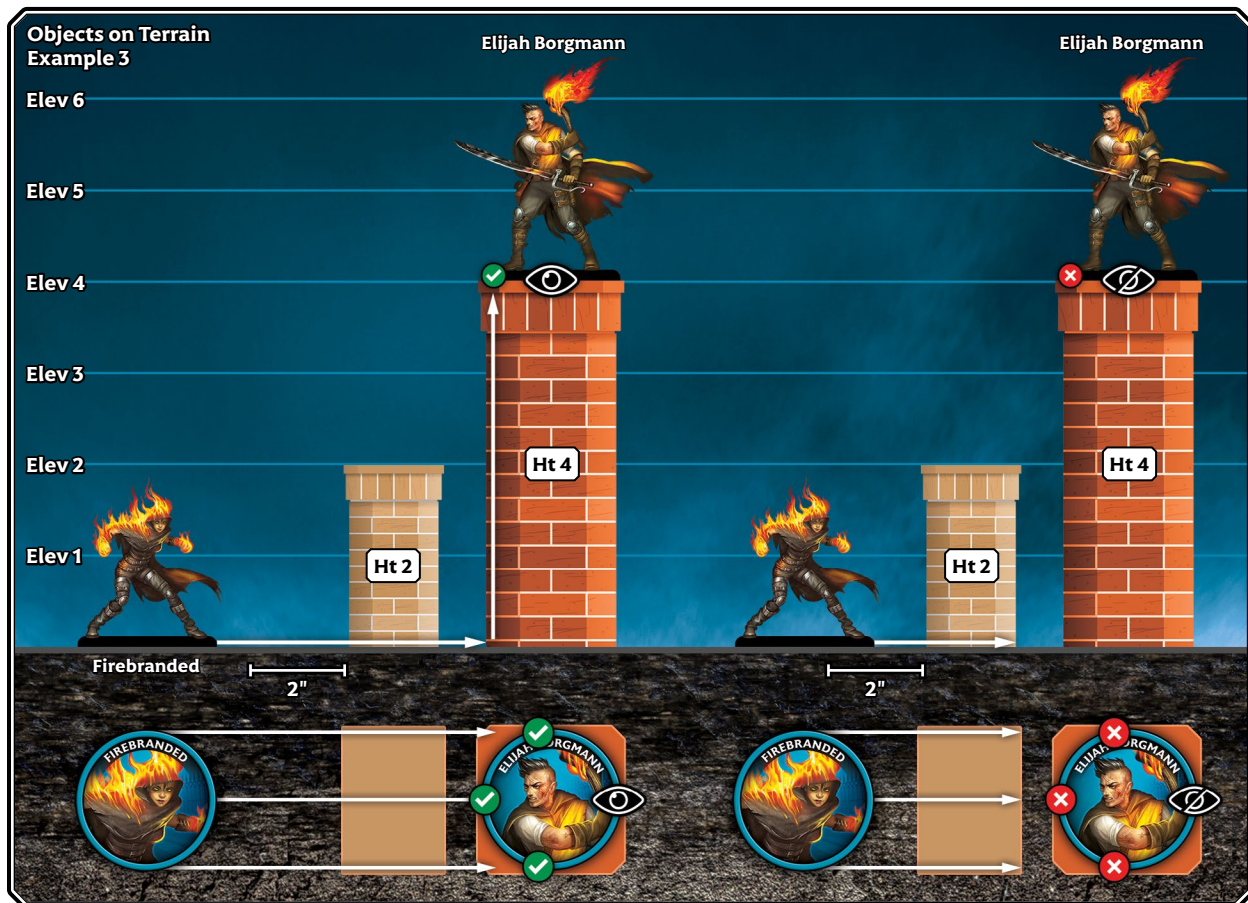 Objects on Terrain
Example 3
Elijah Borgmann
Elijah Borgmann
Elev 6
Elev 5
Elev 4
Elev 3
Elev 2
Elev 1
Ht 4
Ht 4
Ht 2
Ht 2
Firebranded
2"
2"
FIREBRANDED
ELIJAH BORGMANN
FIREBRANDED
ELIJAH BORGMANN